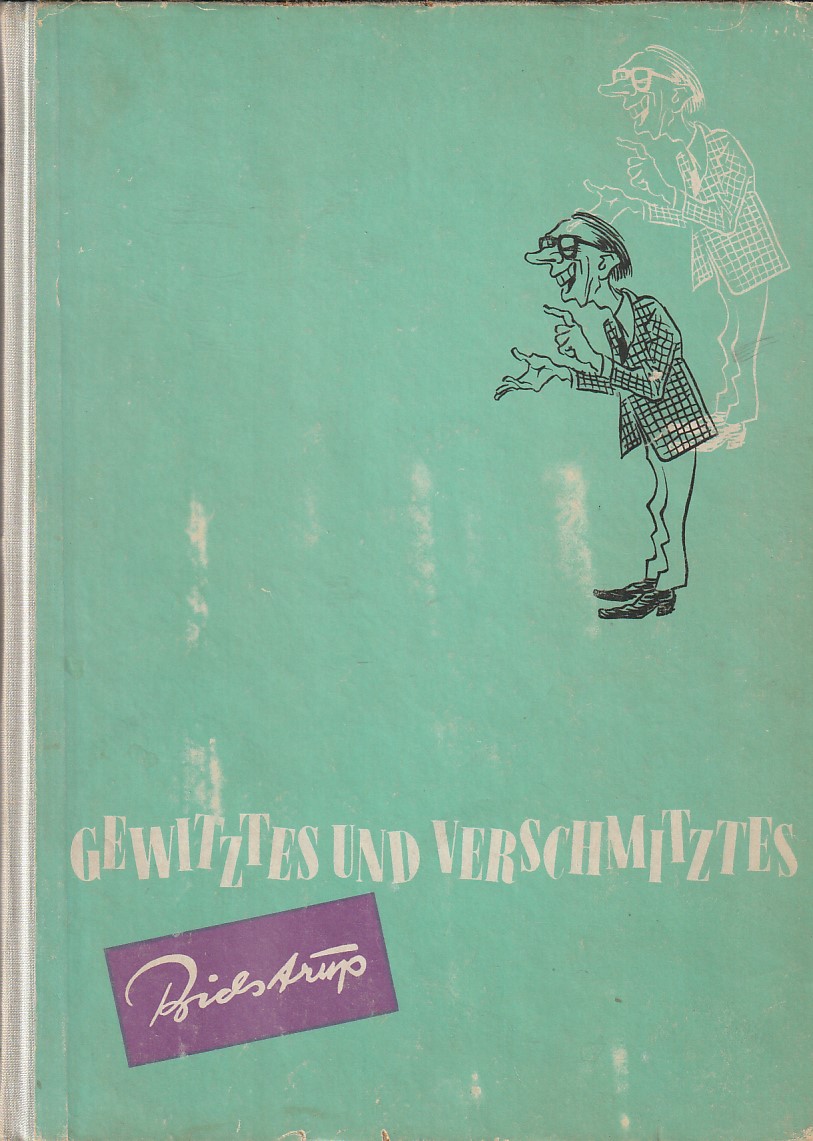 GEWITZTES UND VERSCHMITZTES
Bidstrup